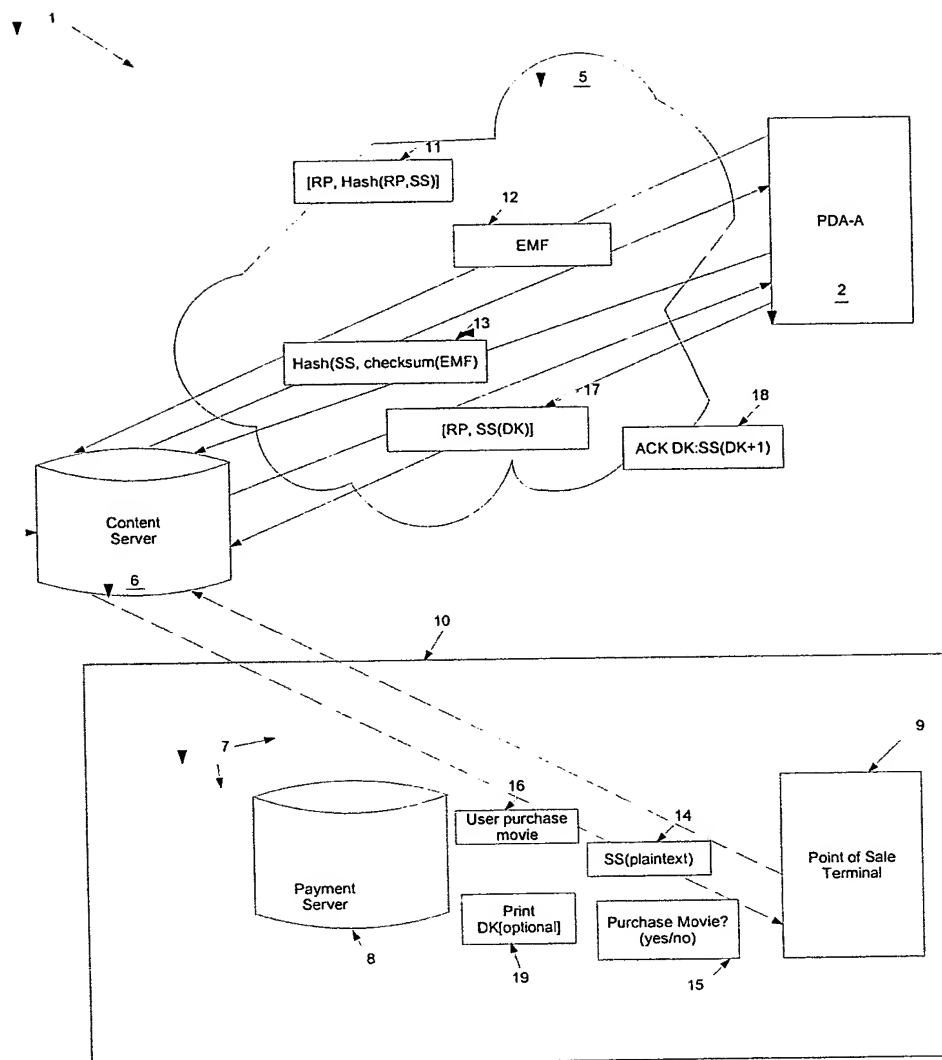 1
5
11
[RP, Hash(RP,SS)]
12
EMF
PDA-A
2
13
Hash(SS, checksum(EMF)
17
[RP, SS(DK)]
18
ACK DK:SS(DK+1)
Content
Server
6
10
7
9
16
User purchase
movie
14
SS(plaintext)
Point of Sale
Terminal
Payment
Server
8
Print
DK[optional]
19
Purchase Movie?
(yes/no)
15